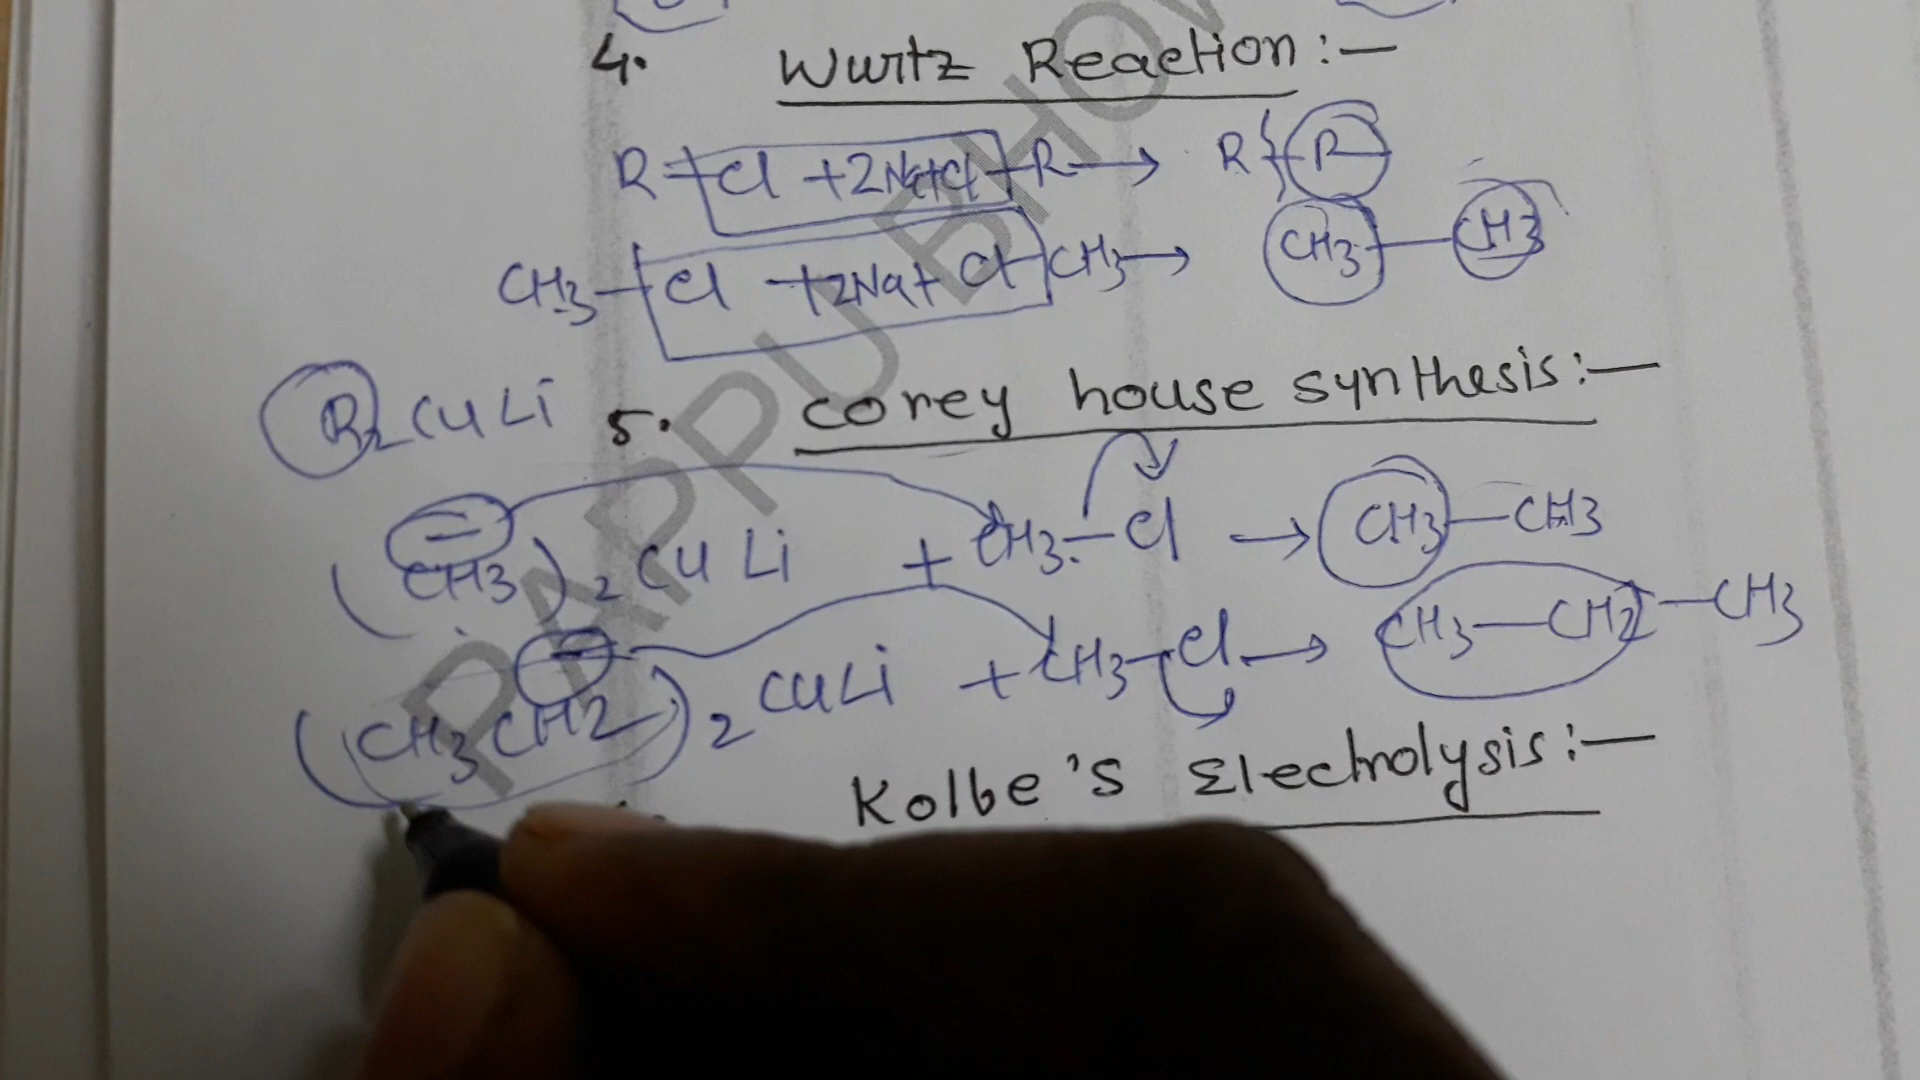 4. Wurtz Reaction:-
R-Cl +2Na+Cl-R → R-R
CH3-Cl +2Na+Cl-CH3 → CH3-CH3
R2CuLi
5. corey house synthesis:-
(CH3)2CuLi + CH3-Cl → CH3-CH3
(CH3CH2)2CuLi + CH3-Cl → CH3-CH2-CH3
Kolbe's Electrolysis:-
PAPPU BHOW